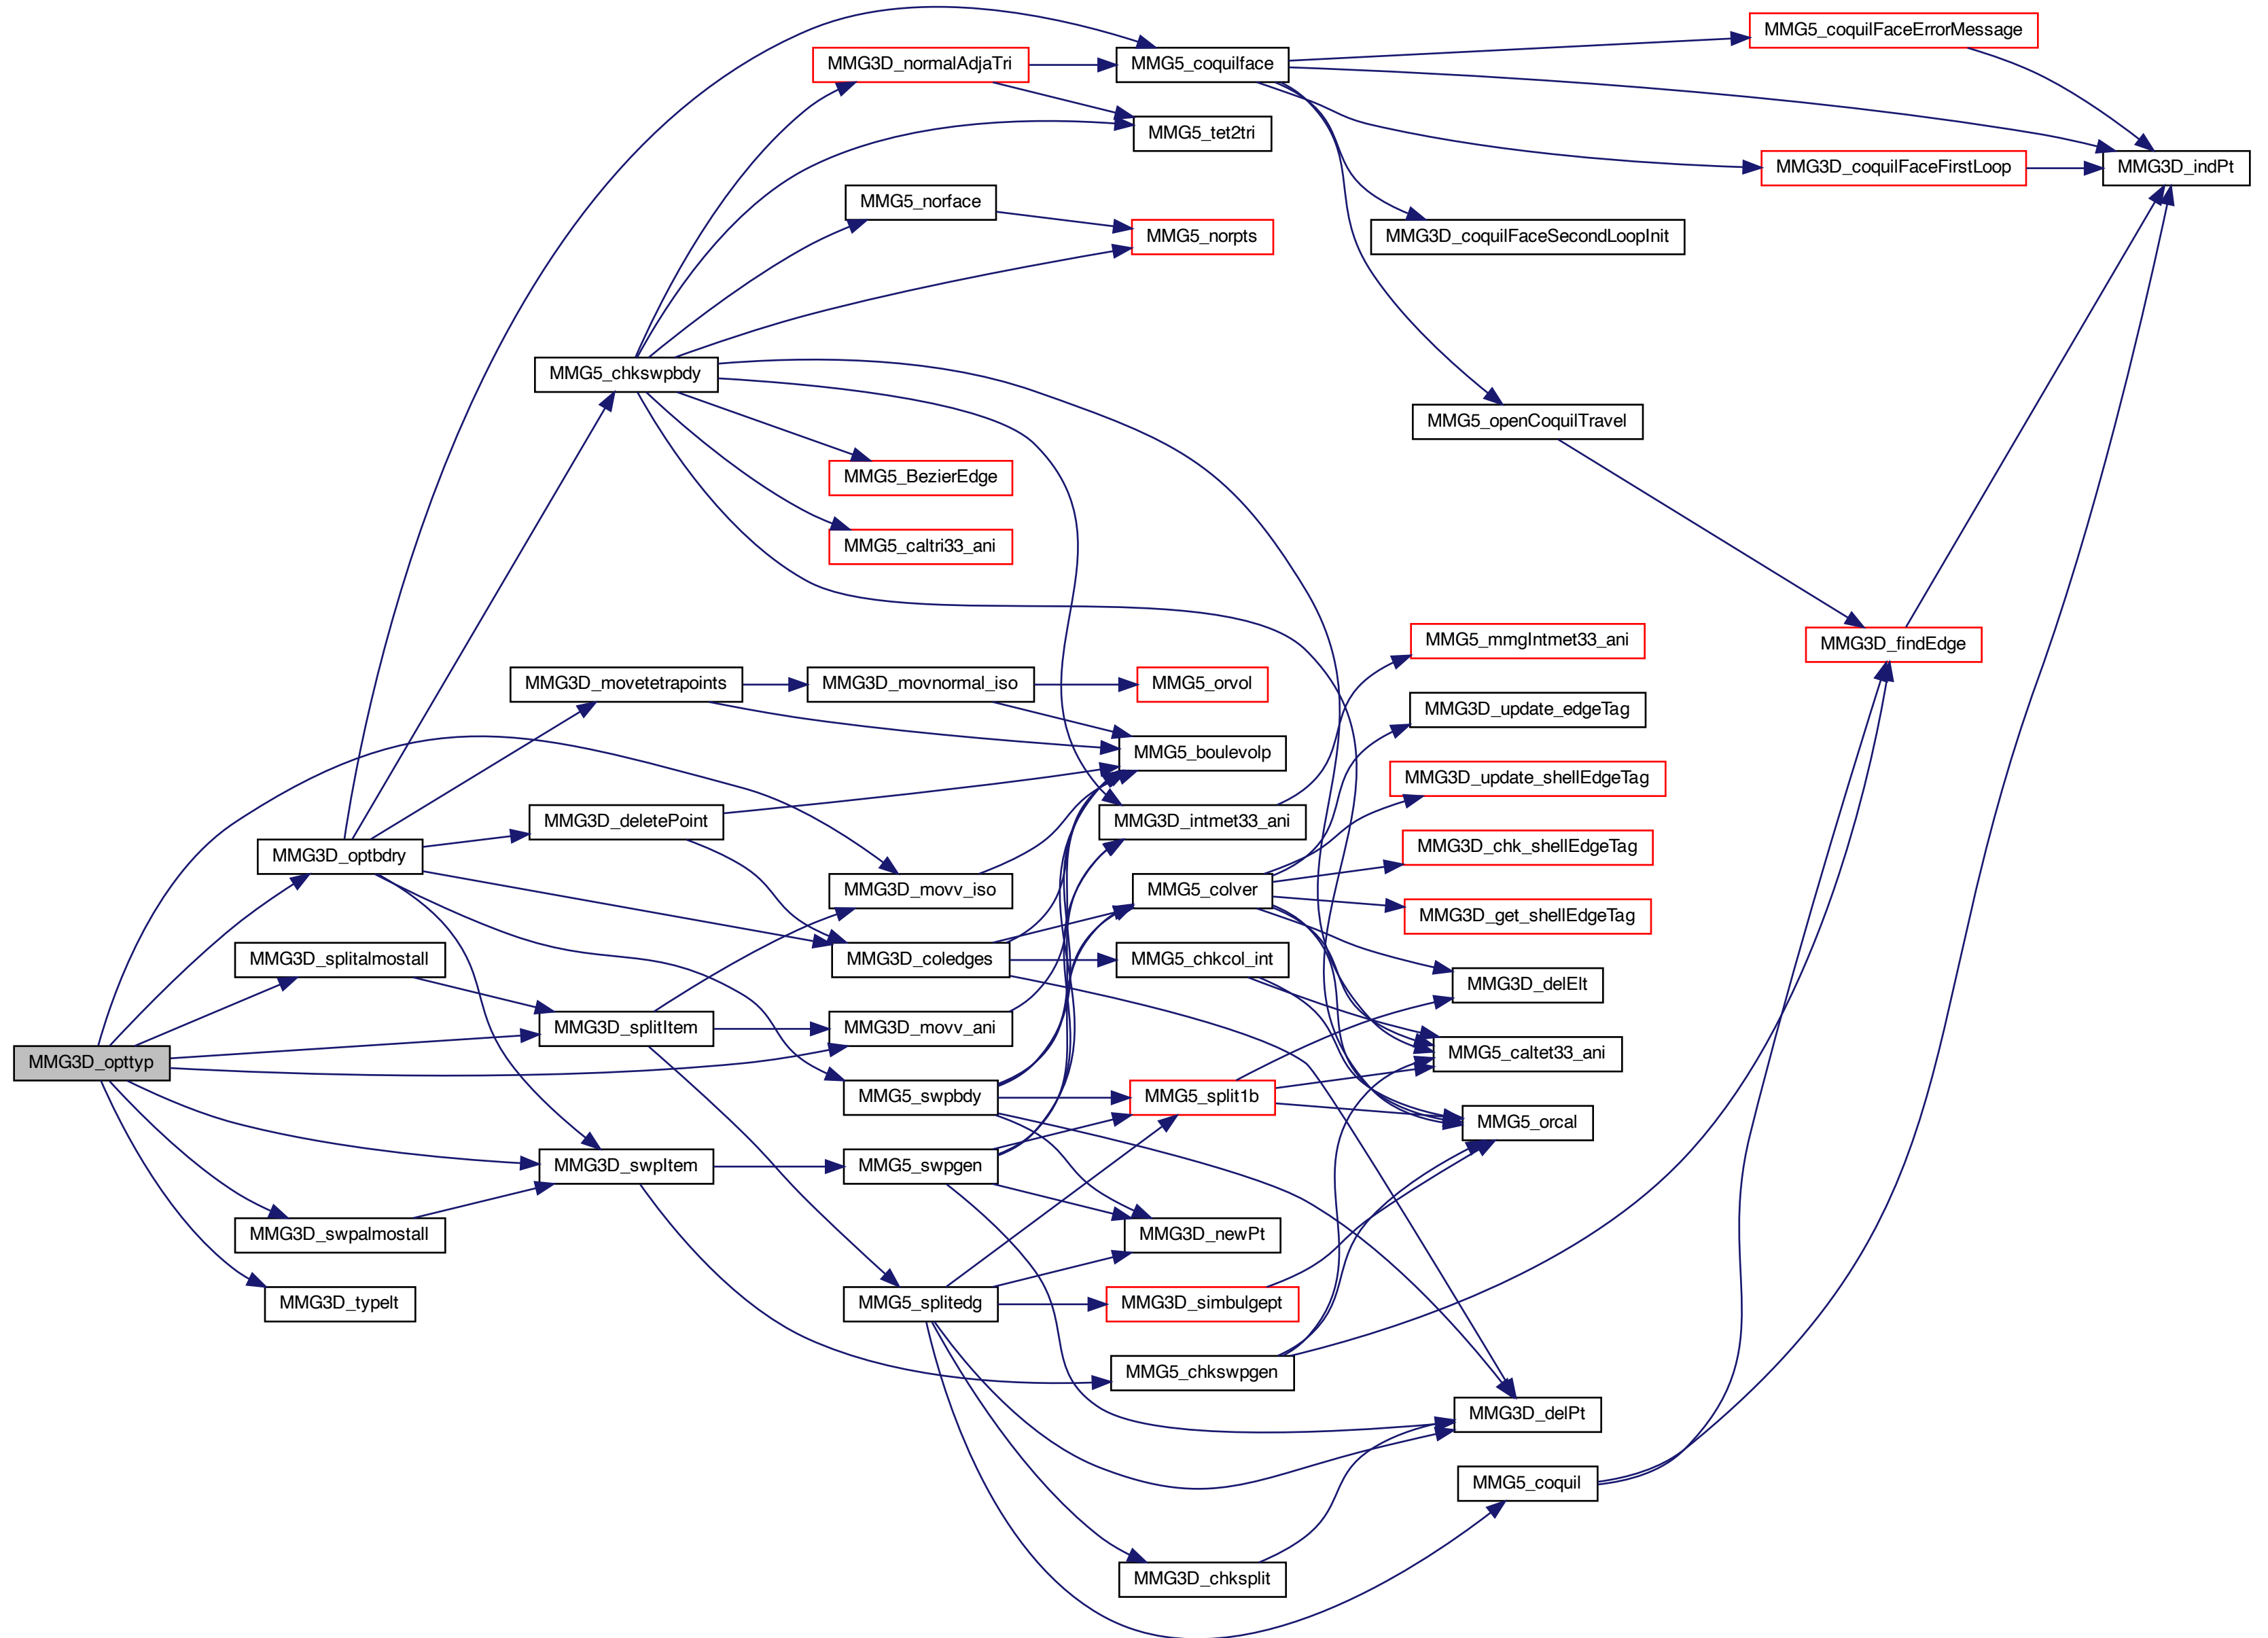 MMG5_coquilFaceErrorMessage
MMG3D_normalAdjaTri
MMG5_coquilface
MMG5_tet2tri
MMG3D_coquilFaceFirstLoop
MMG3D_indPt
MMG5_norface
MMG5_norpts
MMG3D_coquilFaceSecondLoopInit
MMG5_chkswpbdy
MMG5_openCoquilTravel
MMG5_BezierEdge
MMG5_caltri33_ani
MMG5_mmgIntmet33_ani
MMG3D_findEdge
MMG3D_movetetrapoints
MMG3D_movnormal_iso
MMG5_orvol
MMG3D_update_edgeTag
MMG5_boulevolp
MMG3D_update_shellEdgeTag
MMG3D_deletePoint
MMG3D_intmet33_ani
MMG3D_optbdry
MMG3D_chk_shellEdgeTag
MMG3D_movv_iso
MMG5_colver
MMG3D_get_shellEdgeTag
MMG3D_splitalmostall
MMG3D_coledges
MMG5_chkcol_int
MMG3D_delElt
MMG3D_splitItem
MMG3D_movv_ani
MMG3D_opttyp
MMG5_caltet33_ani
MMG5_swpbdy
MMG5_split1b
MMG5_orcal
MMG3D_swpItem
MMG5_swpgen
MMG3D_swpalmostall
MMG3D_newPt
MMG3D_typelt
MMG5_splitedg
MMG3D_simbulgept
MMG5_chkswpgen
MMG3D_delPt
MMG5_coquil
MMG3D_chksplit